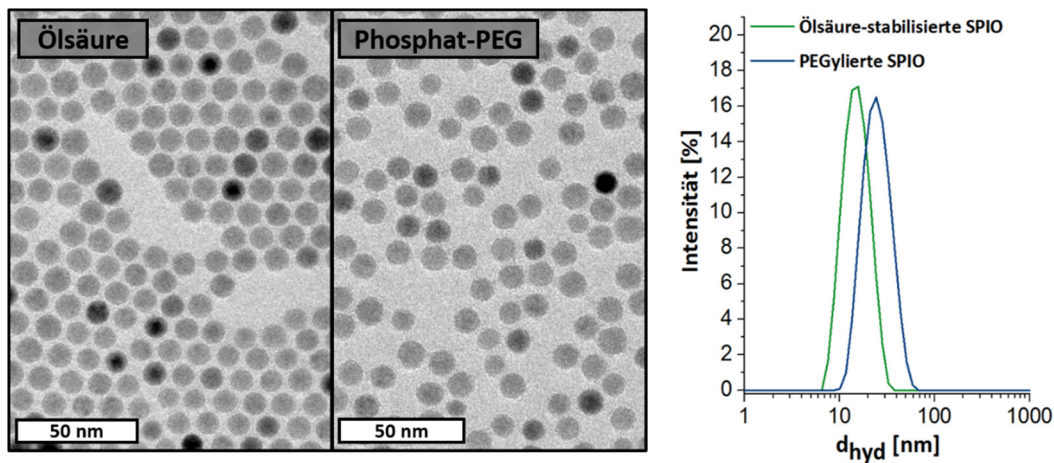 Ölsäure
Phosphat-PEG
50 nm
50 nm
Ölsäure-stabilisierte SPIO
PEGylierte SPIO
Intensität [%]
20
18
16
14
12
10
8
6
4
2
0
1
10
100
1000
dhyd [nm]